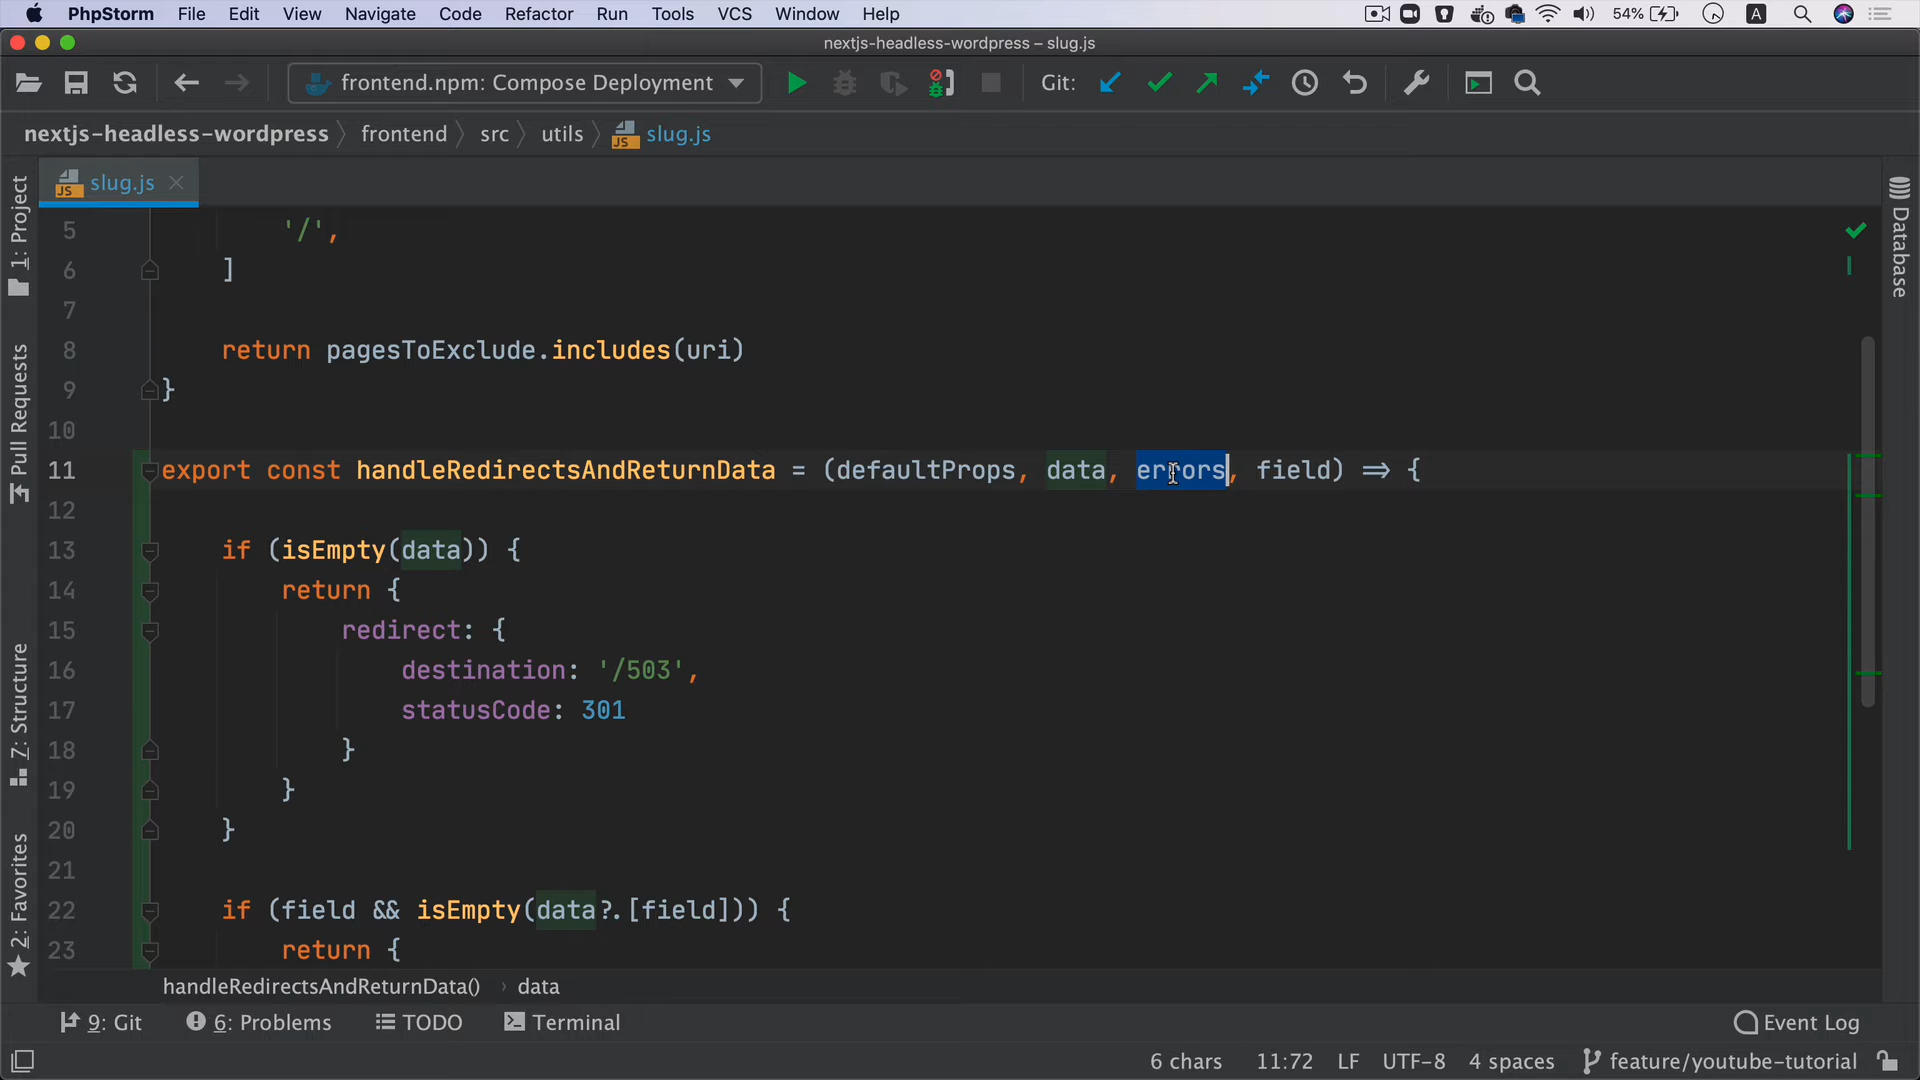 PhpStorm File Edit View Navigate Code Refactor Run Tools VCS Window Help 54% A
nextjs-headless-wordpress – slug.js
frontend.npm: Compose Deployment Git:
nextjs-headless-wordpress frontend src utils JS slug.js
JS slug.js
1: Project
Pull Requests
7: Structure
2: Favorites
Database
5 '/',
6 ]
7
8 return pagesToExclude.includes(uri)
9 }
10
11 export const handleRedirectsAndReturnData = (defaultProps, data, errors, field) => {
12
13 if (isEmpty(data)) {
14 return {
15 redirect: {
16 destination: '/503',
17 statusCode: 301
18 }
19 }
20 }
21
22 if (field && isEmpty(data?.[field])) {
23 return {
handleRedirectsAndReturnData() data
9: Git 6: Problems TODO Terminal Event Log
6 chars 11:72 LF UTF-8 4 spaces feature/youtube-tutorial